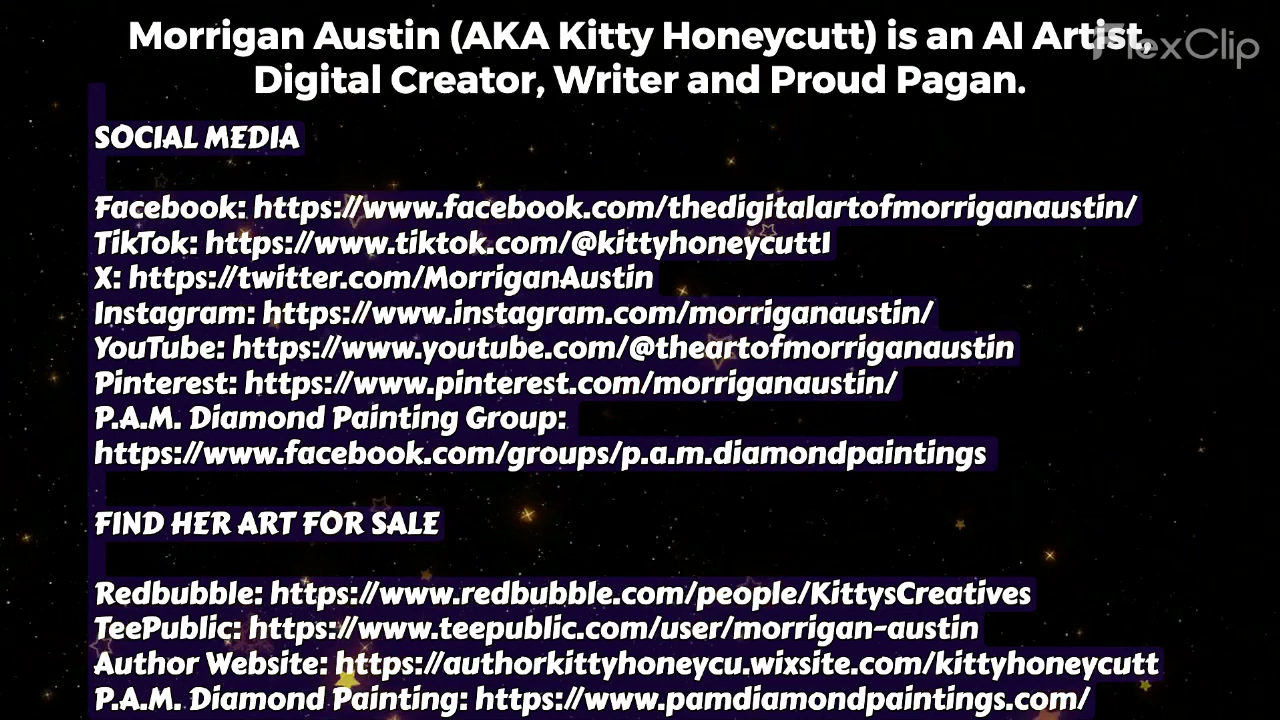 Morrigan Austin (AKA Kitty Honeycutt) is an AI Artist,
FlexClip
Digital Creator, Writer and Proud Pagan.
SOCIAL MEDIA
Facebook: https://www.facebook.com/thedigitalartofmorriganaustin/
TikTok: https://www.tiktok.com/@kittyhoneycutt1
X: https://twitter.com/MorriganAustin
Instagram: https://www.instagram.com/morriganaustin/
YouTube: https://www.youtube.com/@theartofmorriganaustin
Pinterest: https://www.pinterest.com/morriganaustin/
P.A.M. Diamond Painting Group:
https://www.facebook.com/groups/p.a.m.diamondpaintings
FIND HER ART FOR SALE
Redbubble: https://www.redbubble.com/people/KittysCreatives
TeePublic: https://www.teepublic.com/user/morrigan-austin
Author Website: https://authorkittyhoneycu.wixsite.com/kittyhoneycutt
P.A.M. Diamond Painting: https://www.pamdiamondpaintings.com/